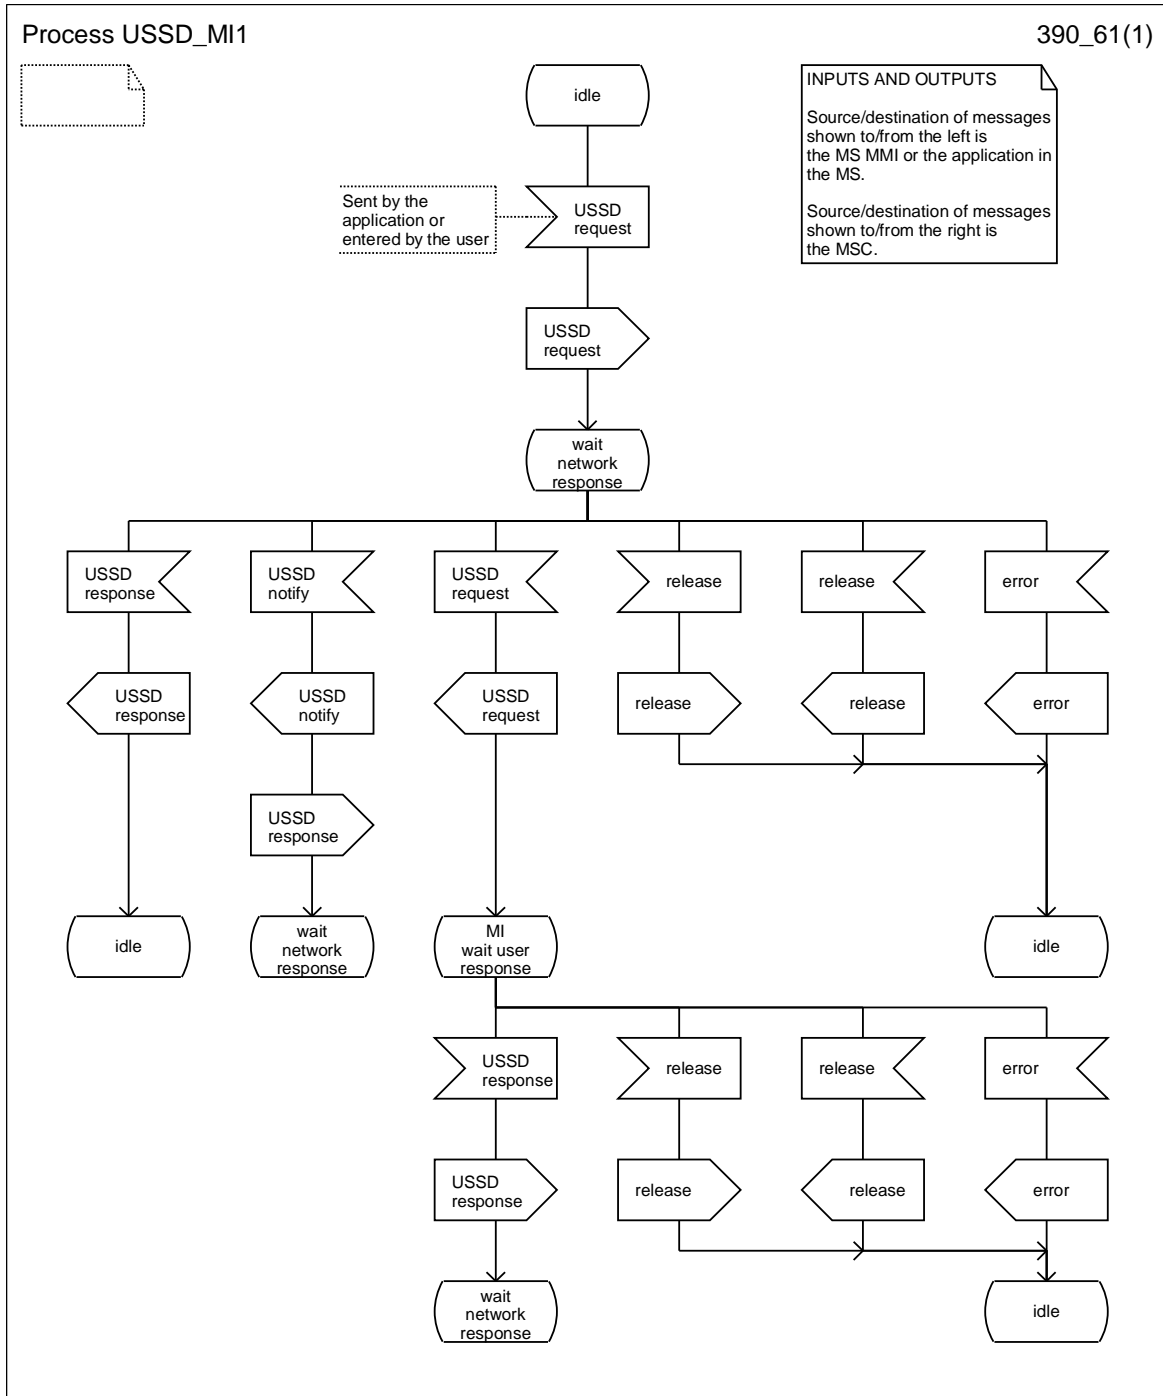 Process USSD_MI1
390_61(1)
idle
INPUTS AND OUTPUTS
Source/destination of messages
shown to/from the left is
the MS MMI or the application in
the MS.
Source/destination of messages
shown to/from the right is
the MSC.
Sent by the
application or
entered by the user
USSD
request
USSD
request
wait
network
response
USSD
response
USSD
notify
USSD
request
release
release
error
USSD
response
USSD
notify
USSD
request
release
release
error
USSD
response
idle
wait
network
response
MI
wait user
response
idle
USSD
response
release
release
error
USSD
response
release
release
error
wait
network
response
idle